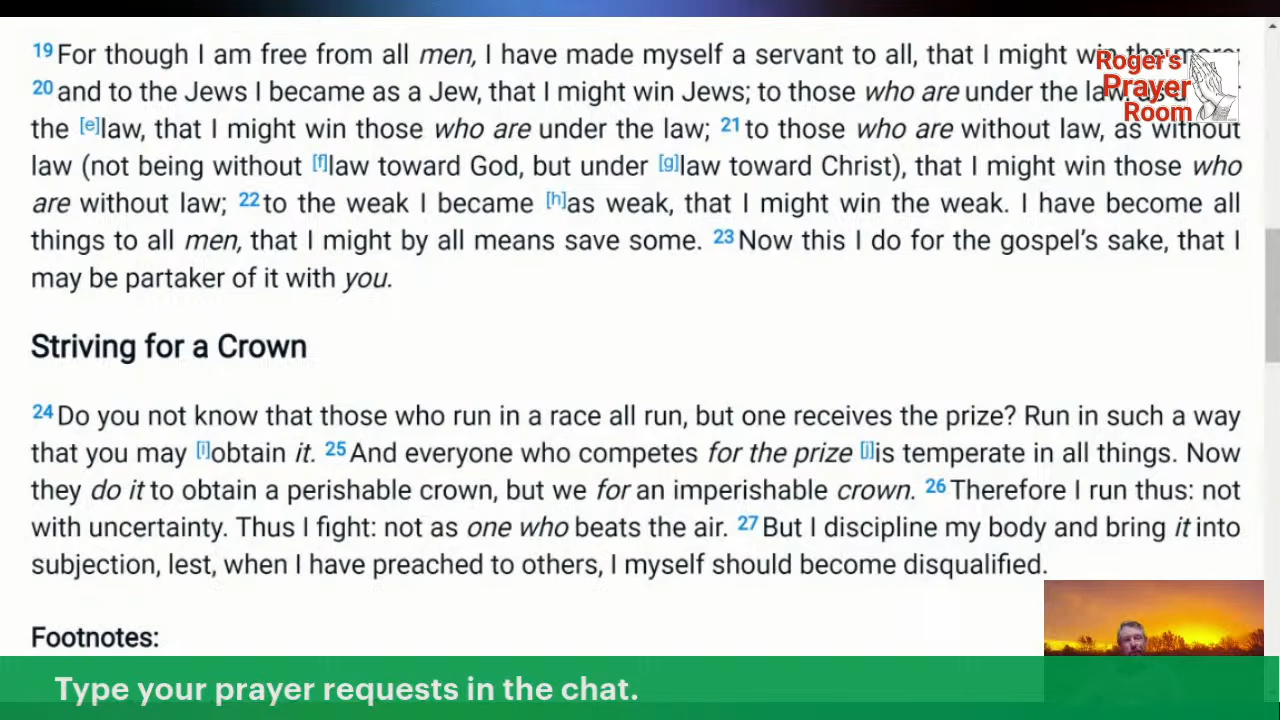 19 For though I am free from all men, I have made myself a servant to all, that I might win the more;
20 and to the Jews I became as a Jew, that I might win Jews; to those who are under the law,
the [e]law, that I might win those who are under the law; 21 to those who are without law, as without
law (not being without [f]law toward God, but under [g]law toward Christ), that I might win those who
are without law; 22 to the weak I became [h]as weak, that I might win the weak. I have become all
things to all men, that I might by all means save some. 23 Now this I do for the gospel's sake, that I
may be partaker of it with you.
Roger's
Prayer
Room
Striving for a Crown
24 Do you not know that those who run in a race all run, but one receives the prize? Run in such a way
that you may [i]obtain it. 25 And everyone who competes for the prize [j]is temperate in all things. Now
they do it to obtain a perishable crown, but we for an imperishable crown. 26 Therefore I run thus: not
with uncertainty. Thus I fight: not as one who beats the air. 27 But I discipline my body and bring it into
subjection, lest, when I have preached to others, I myself should become disqualified.
Footnotes:
Type your prayer requests in the chat.